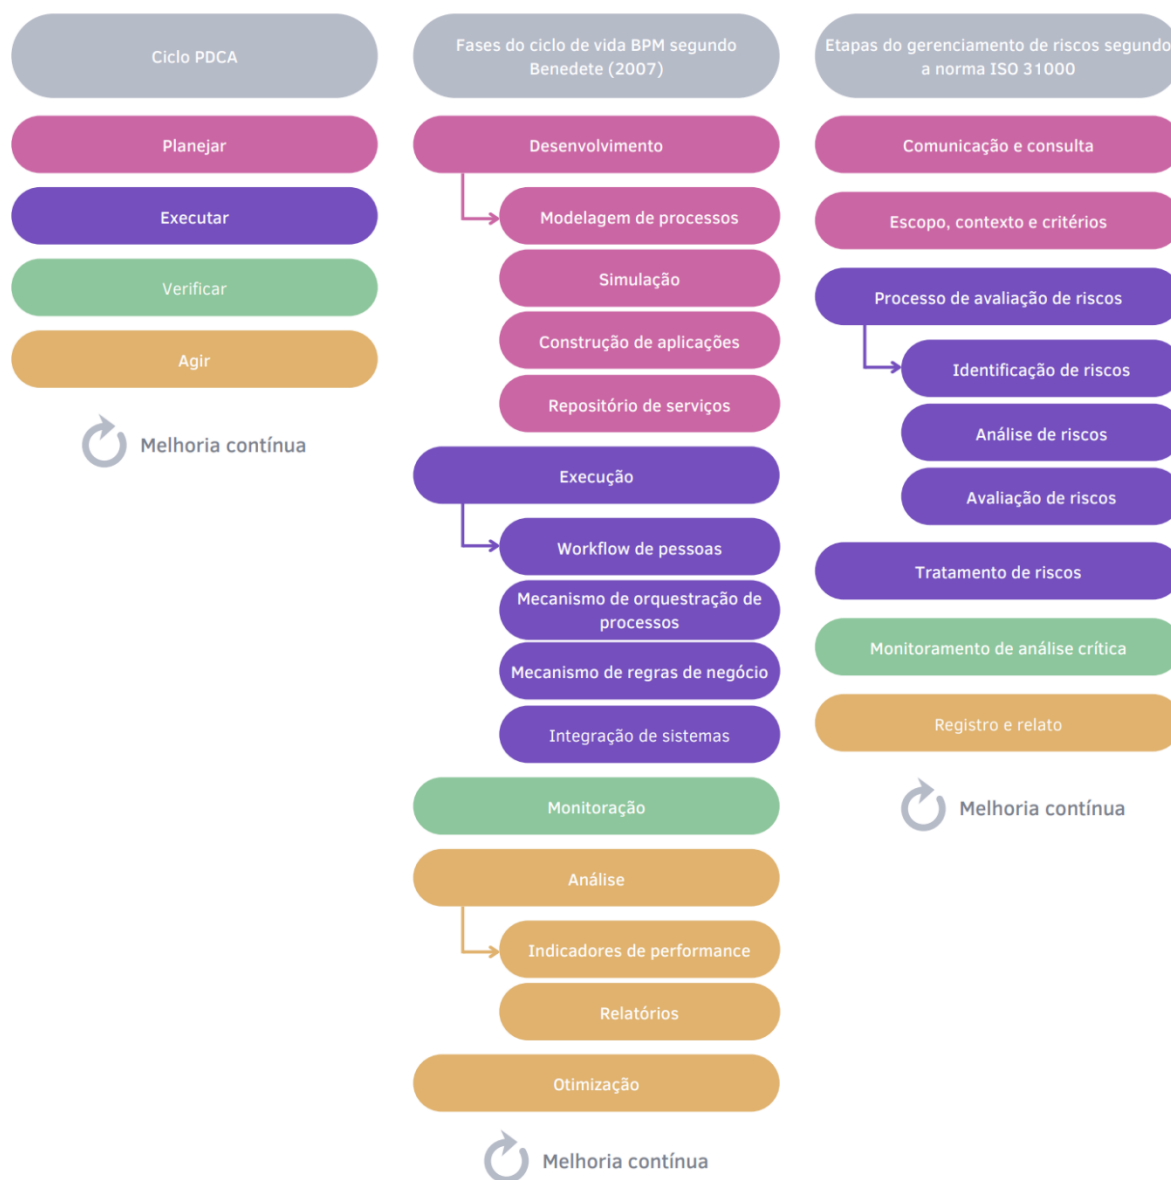 Ciclo PDCA
Planejar
Executar
Verificar
Agir
Melhoria contínua
Fases do ciclo de vida BPM segundo
Benedete (2007)
Desenvolvimento
Modelagem de processos
Simulação
Construção de aplicações
Repositório de serviços
Execução
Workflow de pessoas
Mecanismo de orquestração de
processos
Mecanismo de regras de negócio
Integração de sistemas
Monitoração
Análise
Indicadores de performance
Relatórios
Otimização
Melhoria contínua
Etapas do gerenciamento de riscos segundo
a norma ISO 31000
Comunicação e consulta
Escopo, contexto e critérios
Processo de avaliação de riscos
Identificação de riscos
Análise de riscos
Avaliação de riscos
Tratamento de riscos
Monitoramento de análise crítica
Registro e relato
Melhoria contínua